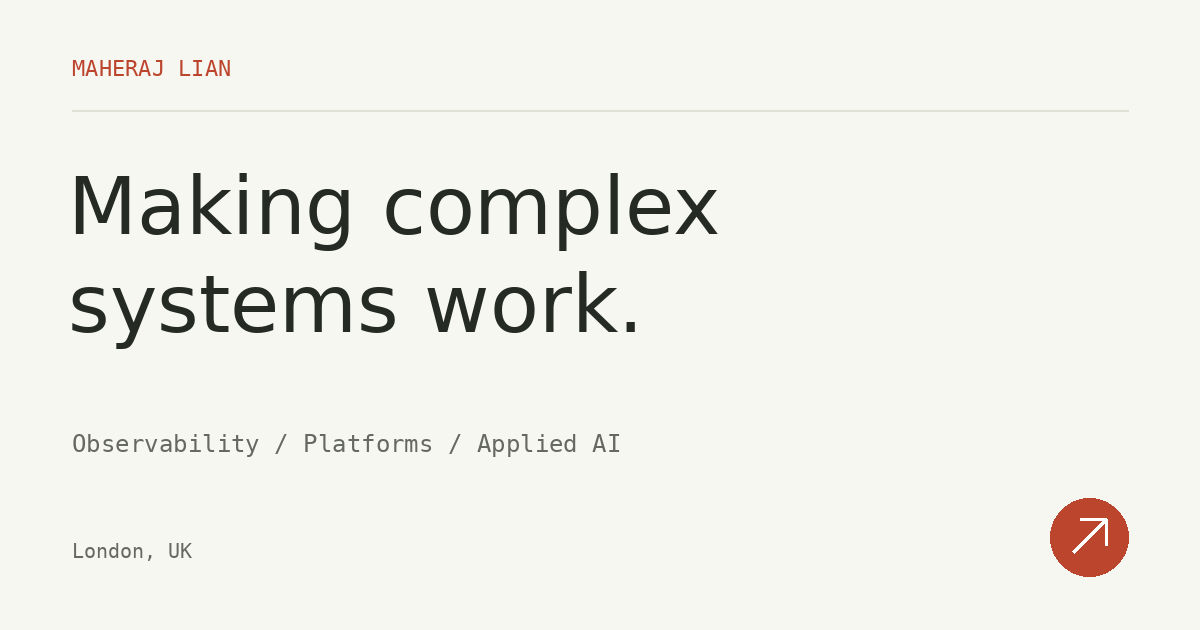 MAHERAJ LIAN
Making complex
systems work.
Observability / Platforms / Applied AI
London, UK